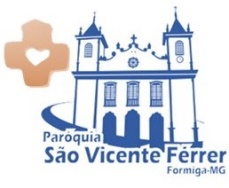 Paróquia
São Vicente Férrer
Formiga-MG